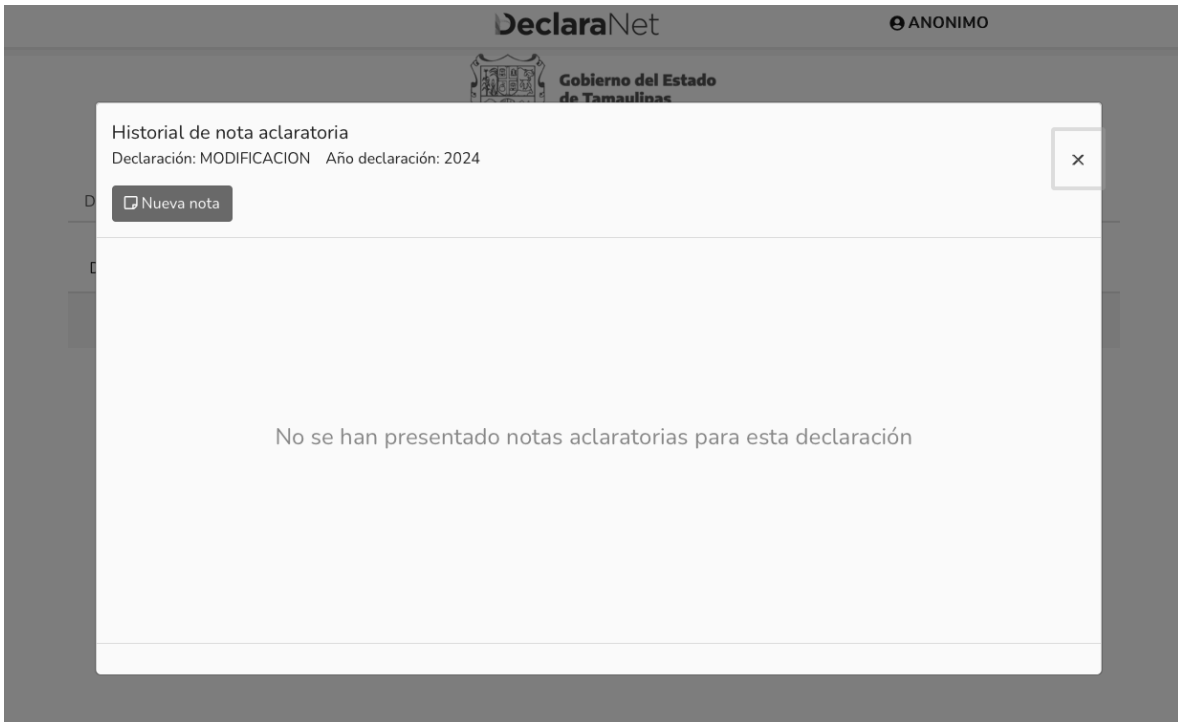 DeclaraNet
ANONIMO
Gobierno del Estado
de Tamaulipas
Historial de nota aclaratoria
Declaración: MODIFICACION Año declaración: 2024
×
Nueva nota
No se han presentado notas aclaratorias para esta declaración